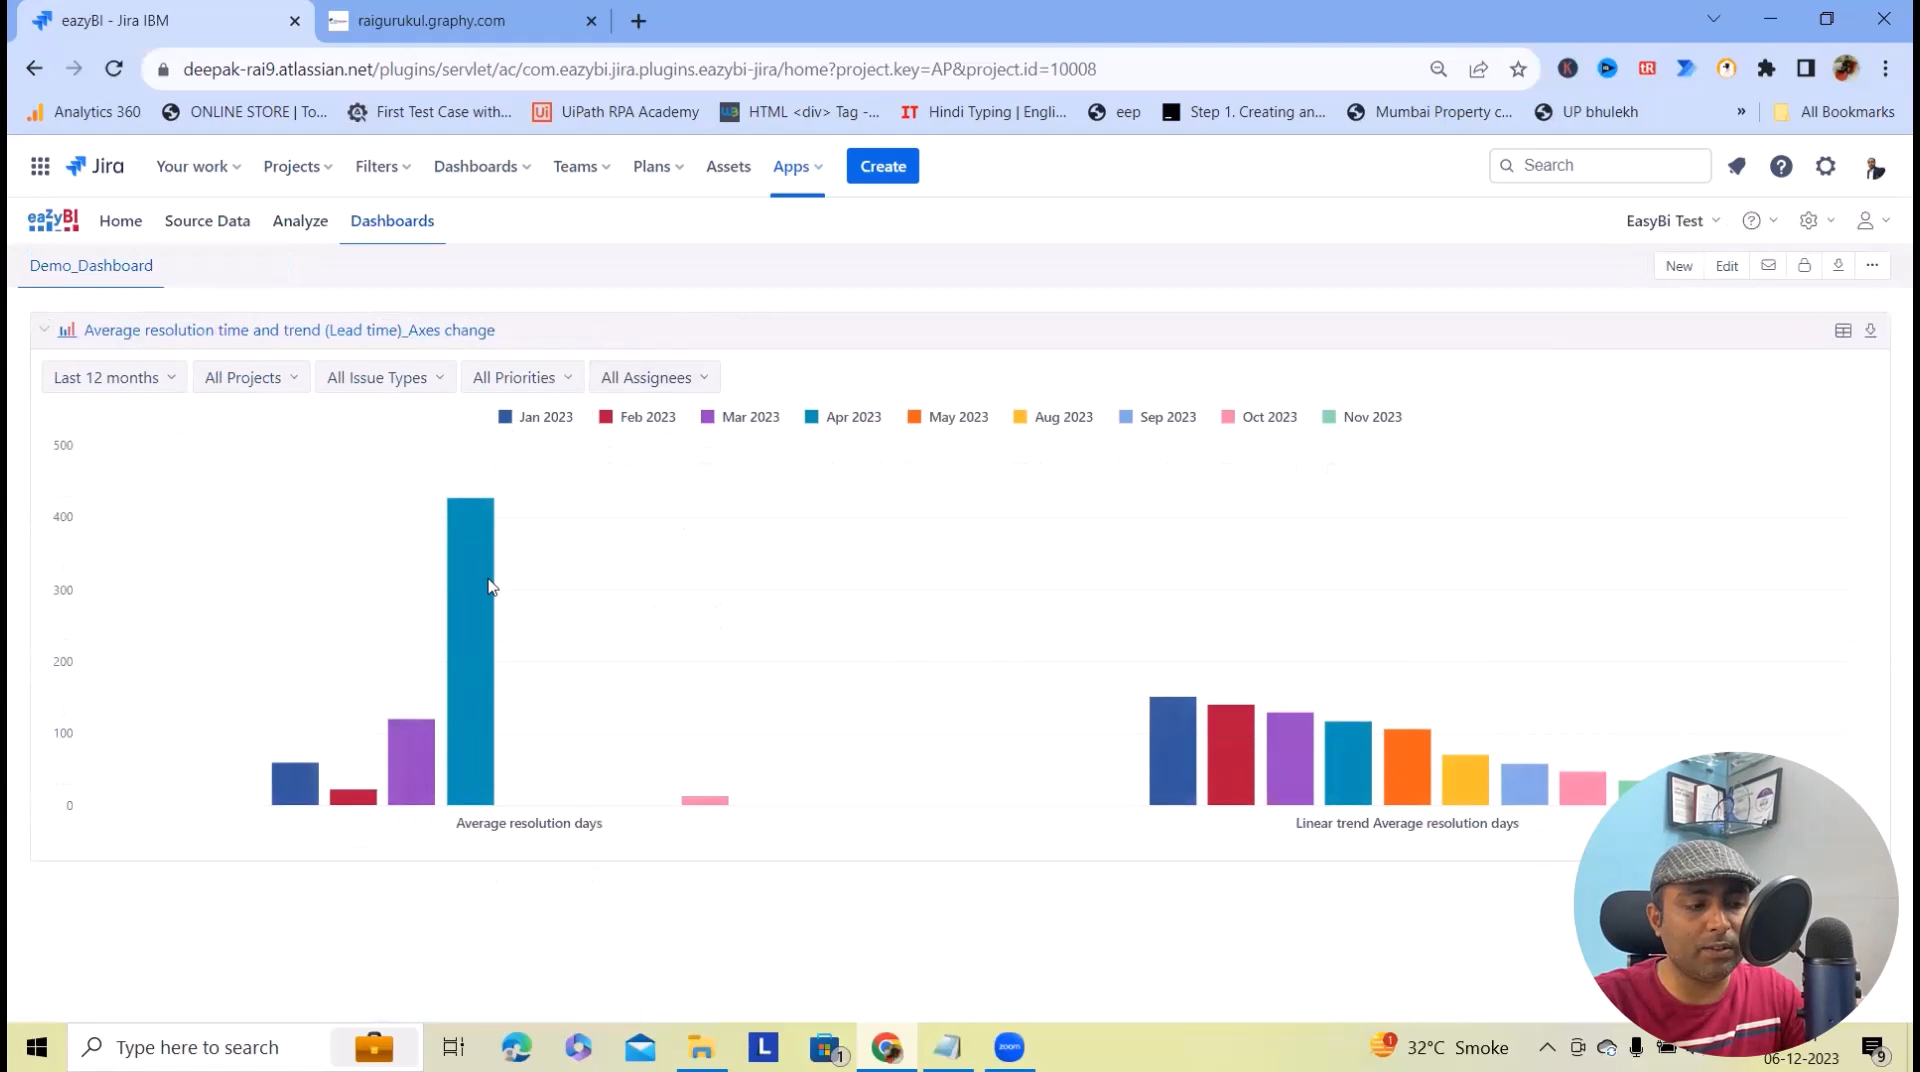 eazyBI - Jira IBM
raigurukul.graphy.com
deepak-rai9.atlassian.net/plugins/servlet/ac/com.eazybi.jira.plugins.eazybi-jira/home?project.key=AP&project.id=10008
Analytics 360 ONLINE STORE | To... First Test Case with... UiPath RPA Academy HTML <div> Tag -... Hindi Typing | Engli... eep Step 1. Creating an... Mumbai Property c... UP bhulekh » All Bookmarks
Jira Your work Projects Filters Dashboards Teams Plans Assets Apps Create Search
eazyBI Home Source Data Analyze Dashboards EasyBi Test
Demo_Dashboard New Edit
Average resolution time and trend (Lead time)_Axes change
Last 12 months All Projects All Issue Types All Priorities All Assignees
Jan 2023 Feb 2023 Mar 2023 Apr 2023 May 2023 Aug 2023 Sep 2023 Oct 2023 Nov 2023
500
400
300
200
100
0
Average resolution days Linear trend Average resolution days
Type here to search L 1 zoom 1 32°C Smoke 9
06-12-2023